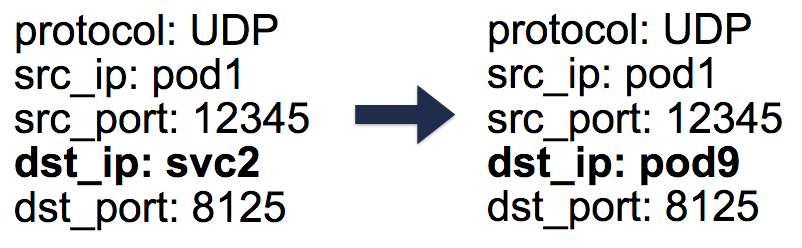 protocol: UDP
src_ip: pod1
src_port: 12345
dst_ip: svc2
dst_port: 8125
protocol: UDP
src_ip: pod1
src_port: 12345
dst_ip: pod9
dst_port: 8125